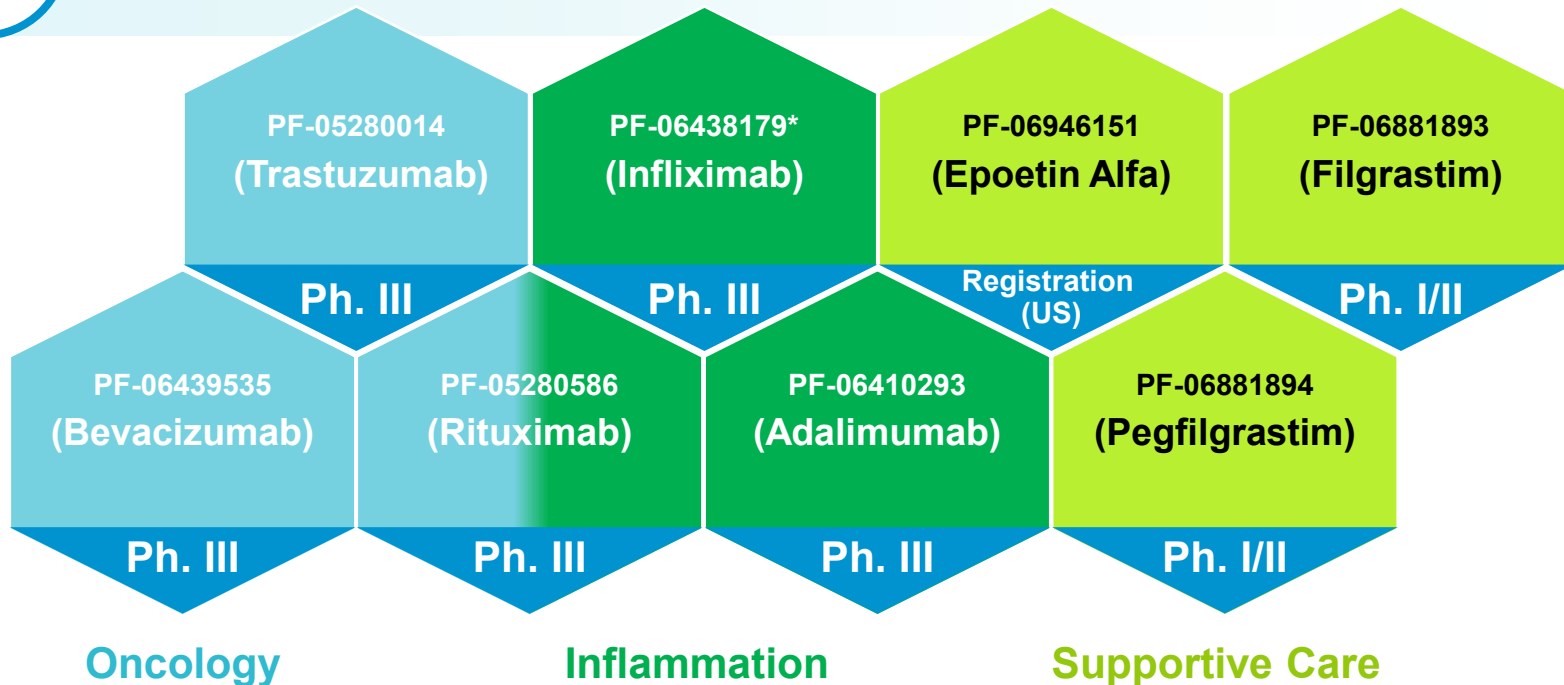 PF-05280014
(Trastuzumab)
Ph. III
PF-06438179*
(Infliximab)
Ph. III
PF-06946151
(Epoetin Alfa)
Registration
(US)
PF-06881893
(Filgrastim)
Ph. I/II
PF-06439535
(Bevacizumab)
Ph. III
PF-05280586
(Rituximab)
Ph. III
PF-06410293
(Adalimumab)
Ph. III
PF-06881894
(Pegfilgrastim)
Ph. I/II
Oncology
Inflammation
Supportive Care